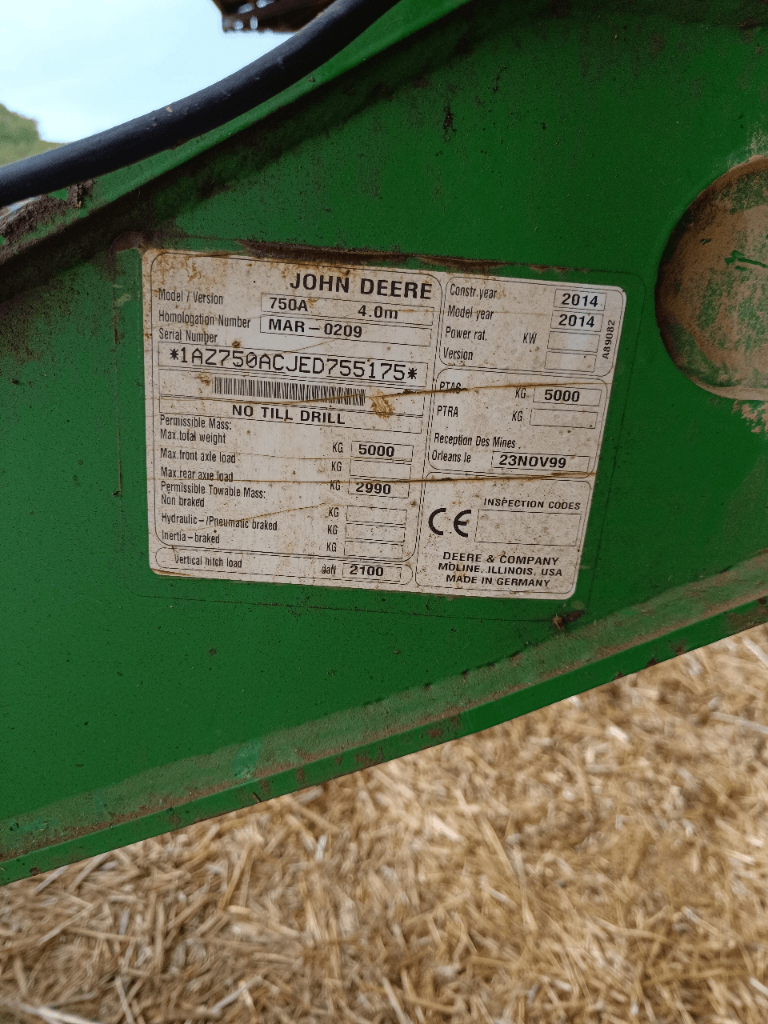 JOHN DEERE
Model / Version 750A 4.0m
Homologation Number MAR-0209
Serial Number
*1AZ750ACJED755175*
NO TILL DRILL
Permissible Mass:
Max.total weight KG 5000
Max.front axle load KG
Max.rear axle load KG 2990
Permissible Towable Mass:
Non braked KG
Hydraulic-/Pneumatic braked KG
Inertia-braked KG
Vertical hitch load daN 2100
Constr.year 2014
Model year 2014
Power rat. KW
Version
A89082
PTAC KG 5000
PTRA KG
Reception Des Mines
Orleans le 23NOV99
INSPECTION CODES
CE
DEERE & COMPANY
MOLINE, ILLINOIS, USA
MADE IN GERMANY